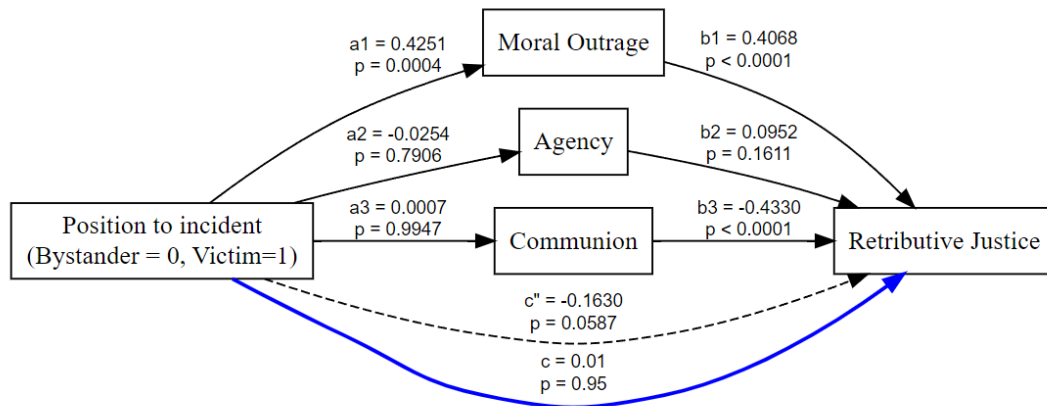 a1 = 0.4251
p = 0.0004
Moral Outrage
b1 = 0.4068
p < 0.0001
a2 = -0.0254
p = 0.7906
Agency
b2 = 0.0952
p = 0.1611
Position to incident
(Bystander = 0, Victim=1)
a3 = 0.0007
p = 0.9947
Communion
b3 = -0.4330
p < 0.0001
Retributive Justice
c" = -0.1630
p = 0.0587
c = 0.01
p = 0.95